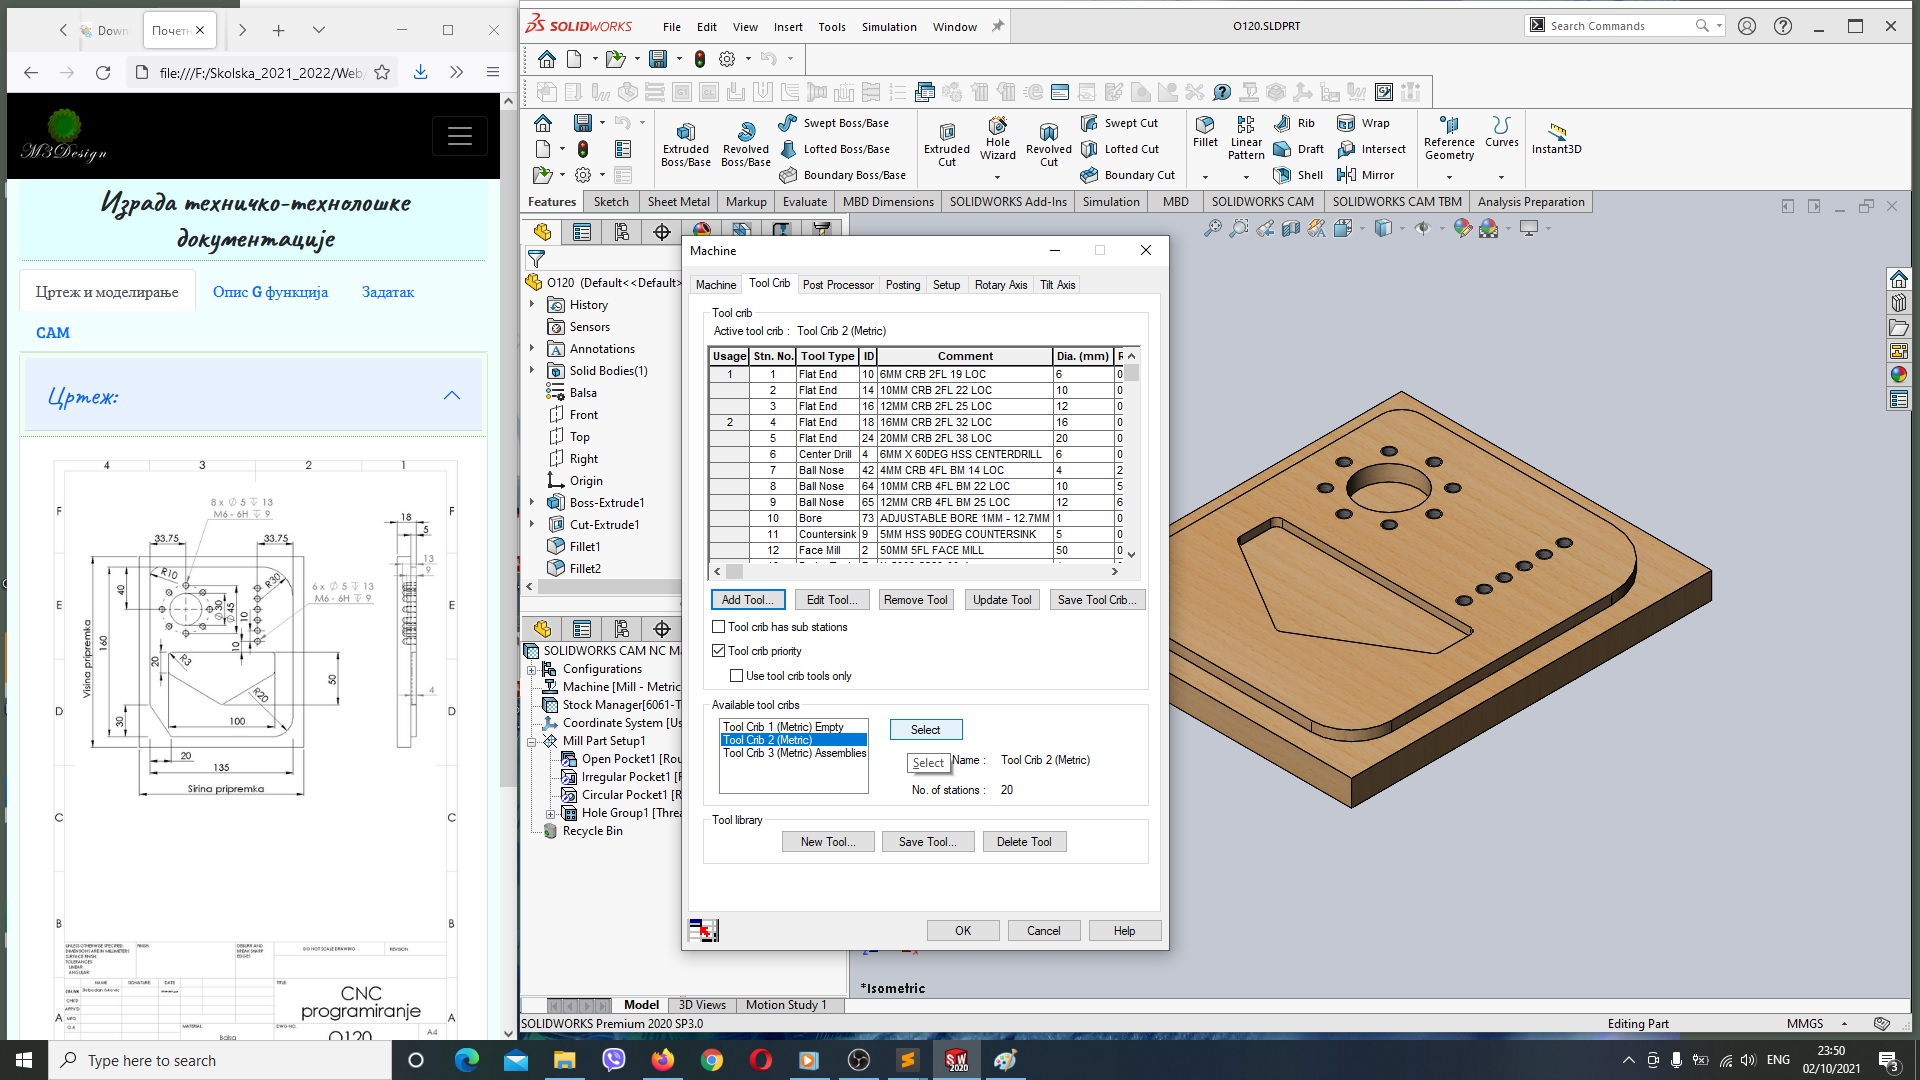 Down
Почетн
file:///F:/Skolska_2021_2022/Web/
M3Design
Израда техничко-технолошке
документације
Цртеж и моделирање
Опис G функција
Задатак
CAM
Цртеж:
4 3 2 1
8 x Ø 5 ↧ 13
M6 - 6H ↧ 9
F F
18
5
33.75 33.75
13
9
R10
R30
40
6 x Ø 5 ↧ 13
M6 - 6H ↧ 9
E E
Ø 30
Ø 45
10
10
160
Visina pripremka
20
R3
50
R20
4
D D
30
100
20
135
Sirina pripremka
C C
B B
DO NOT SCALE DRAWING
REVISION
NAME SIGNATURE DATE
TITLE:
CNC
programiranje
A A
MATERIAL:
DWG NO.
Balsa
O120
A4
SOLIDWORKS
File Edit View Insert Tools Simulation Window
O120.SLDPRT
Search Commands
Extruded
Boss/Base
Revolved
Boss/Base
Swept Boss/Base
Lofted Boss/Base
Boundary Boss/Base
Extruded
Cut
Hole
Wizard
Revolved
Cut
Swept Cut
Lofted Cut
Boundary Cut
Fillet
Linear
Pattern
Rib
Draft
Shell
Wrap
Intersect
Mirror
Reference
Geometry
Curves
Instant3D
Features Sketch Sheet Metal Markup Evaluate MBD Dimensions SOLIDWORKS Add-Ins Simulation MBD SOLIDWORKS CAM SOLIDWORKS CAM TBM Analysis Preparation
O120 (Default<<Default>
History
Sensors
Annotations
Solid Bodies(1)
Balsa
Front
Top
Right
Origin
Boss-Extrude1
Cut-Extrude1
Fillet1
Fillet2
SOLIDWORKS CAM NC M
Configurations
Machine [Mill - Metric
Stock Manager[6061-T
Coordinate System [Us
Mill Part Setup1
Open Pocket1 [Rou
Irregular Pocket1 [F
Circular Pocket1 [R
Hole Group1 [Threa
Recycle Bin
Machine
Machine Tool Crib Post Processor Posting Setup Rotary Axis Tilt Axis
Tool crib
Active tool crib : Tool Crib 2 (Metric)
Usage Stn. No. Tool Type ID Comment Dia. (mm) R
1 1 Flat End 10 6MM CRB 2FL 19 LOC 6 0
2 Flat End 14 10MM CRB 2FL 22 LOC 10 0
3 Flat End 16 12MM CRB 2FL 25 LOC 12 0
2 4 Flat End 18 16MM CRB 2FL 32 LOC 16 0
5 Flat End 24 20MM CRB 2FL 38 LOC 20 0
6 Center Drill 4 6MM X 60DEG HSS CENTERDRILL 6 0
7 Ball Nose 42 4MM CRB 4FL BM 14 LOC 4 2
8 Ball Nose 64 10MM CRB 4FL BM 22 LOC 10 5
9 Ball Nose 65 12MM CRB 4FL BM 25 LOC 12 6
10 Bore 73 ADJUSTABLE BORE 1MM - 12.7MM 1 0
11 Countersink 9 5MM HSS 90DEG COUNTERSINK 5 0
12 Face Mill 2 50MM 5FL FACE MILL 50 0
Add Tool... Edit Tool... Remove Tool Update Tool Save Tool Crib...
Tool crib has sub stations
Tool crib priority
Use tool crib tools only
Available tool cribs
Tool Crib 1 (Metric) Empty
Tool Crib 2 (Metric)
Tool Crib 3 (Metric) Assemblies
Select
Select
Name : Tool Crib 2 (Metric)
No. of stations : 20
Tool library
New Tool... Save Tool... Delete Tool
OK Cancel Help
*Isometric
Model 3D Views Motion Study 1
SOLIDWORKS Premium 2020 SP3.0
Editing Part
MMGS
Type here to search
ENG
23:50
02/10/2021
3